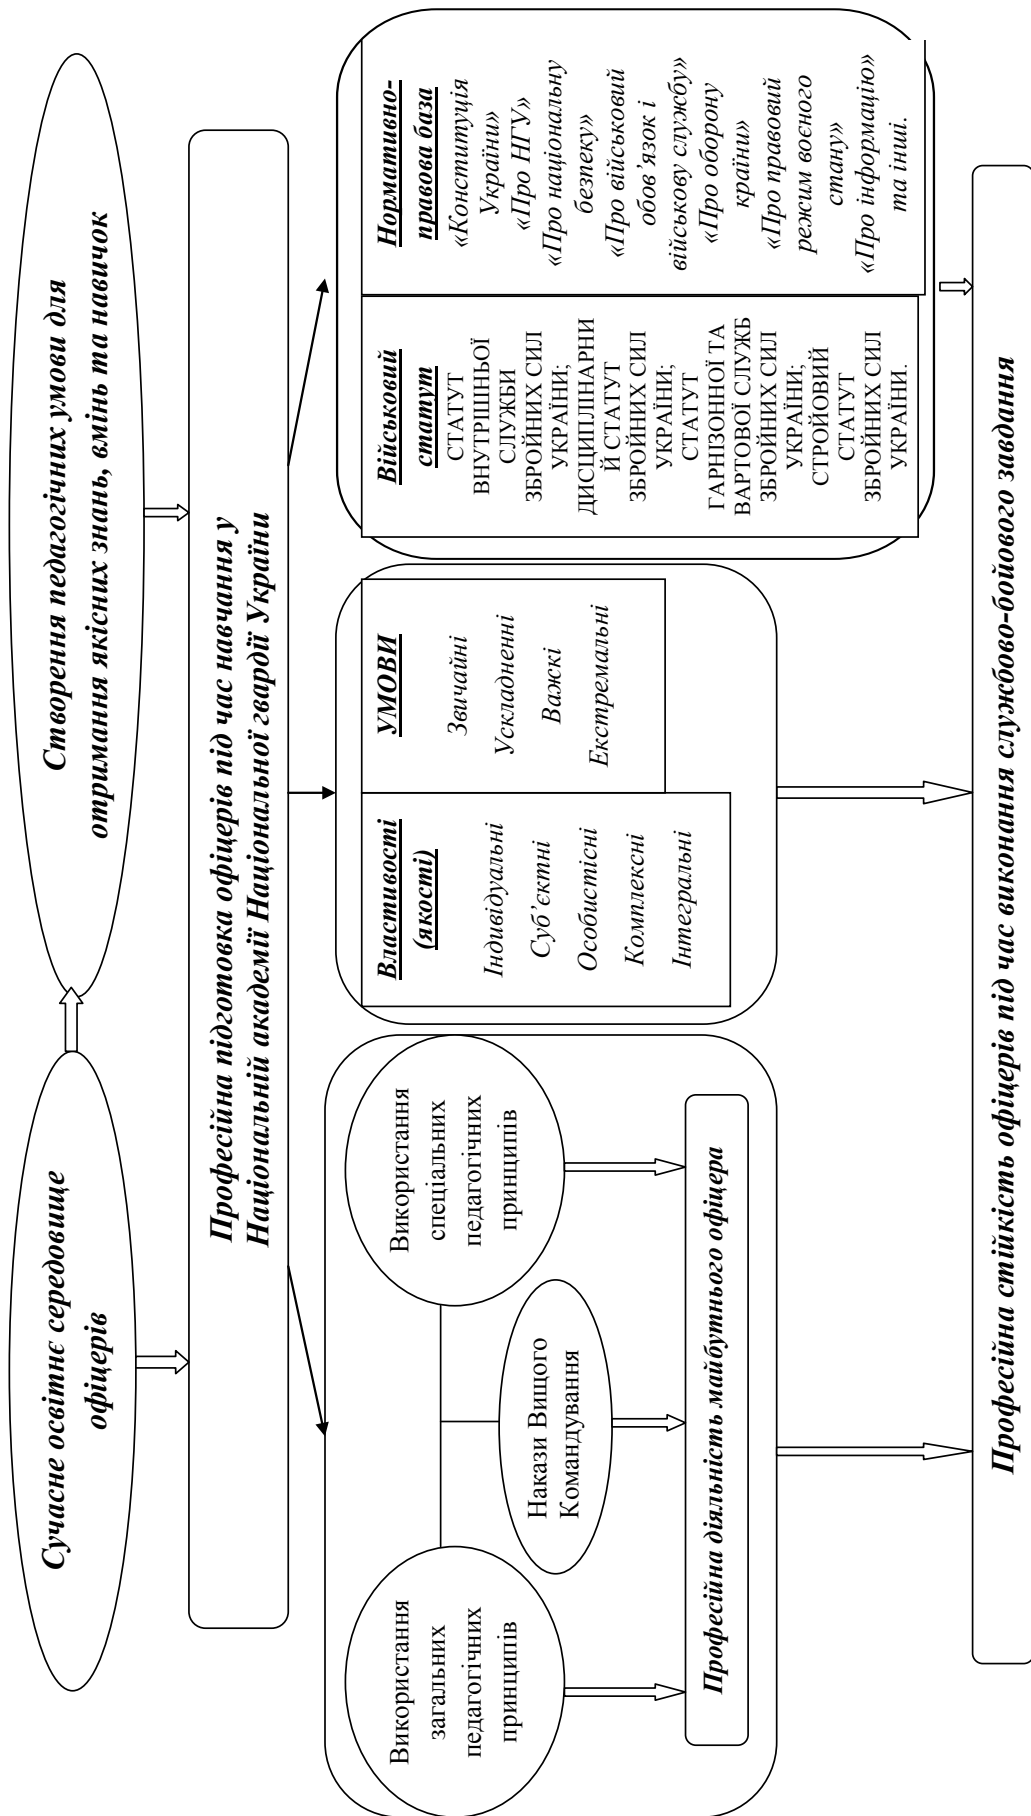 Сучасне освітнє середовище
офіцерів
Створення педагогічних умови для
отримання якісних знань, вмінь та навичок
Професійна підготовка офіцерів під час навчання у
Національній академії Національної гвардії України
Використання
загальних
педагогічних
принципів
Використання
спеціальних
педагогічних
принципів
Накази Вищого
Командування
Професійна діяльність майбутнього офіцера
Властивості
(якості)
Індивідуальні
Суб’єктні
Особистісні
Комплексні
Інтегральні
УМОВИ
Звичайні
Ускладненні
Важкі
Екстремальні
Військовий
статут
СТАТУТ
ВНУТРІШНЬОЇ
СЛУЖБИ
ЗБРОЙНИХ СИЛ
УКРАЇНИ;
ДИСЦИПЛІНАРНИ
Й СТАТУТ
ЗБРОЙНИХ СИЛ
УКРАЇНИ;
СТАТУТ
ГАРНІЗОННОЇ ТА
ВАРТОВОЇ СЛУЖБ
ЗБРОЙНИХ СИЛ
УКРАЇНИ;
СТРОЙОВИЙ
СТАТУТ
ЗБРОЙНИХ СИЛ
УКРАЇНИ.
Нормативно-
правова база
«Конституція
України»
«Про НГУ»
«Про національну
безпеку»
«Про військовий
обов’язок і
військову службу»
«Про оборону
країни»
«Про правовий
режим воєного
стану»
«Про інформацію»
та інші.
Професійна стійкість офіцерів під час виконання службово-бойового завдання